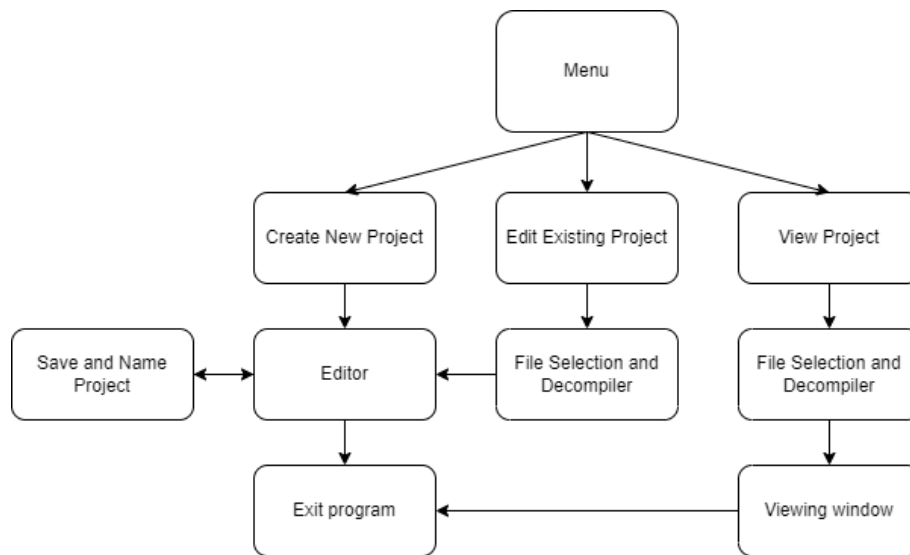 Menu
Create New Project
Edit Existing Project
View Project
Save and Name
Project
Editor
File Selection and
Decompiler
File Selection and
Decompiler
Exit program
Viewing window